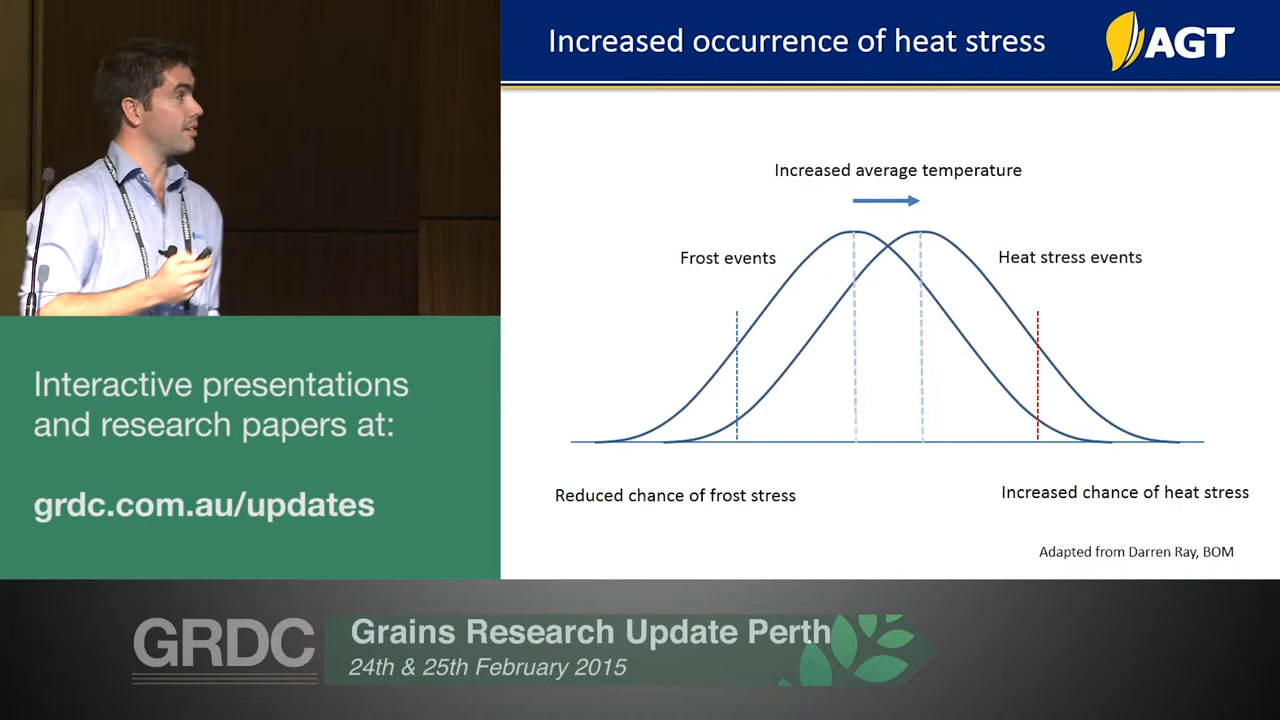 Increased occurrence of heat stress
AGT
Increased average temperature
Frost events
Heat stress events
Reduced chance of frost stress
Increased chance of heat stress
Adapted from Darren Ray, BOM
Interactive presentations
and research papers at:
grdc.com.au/updates
GRDC
Grains Research Update Perth
24th & 25th February 2015